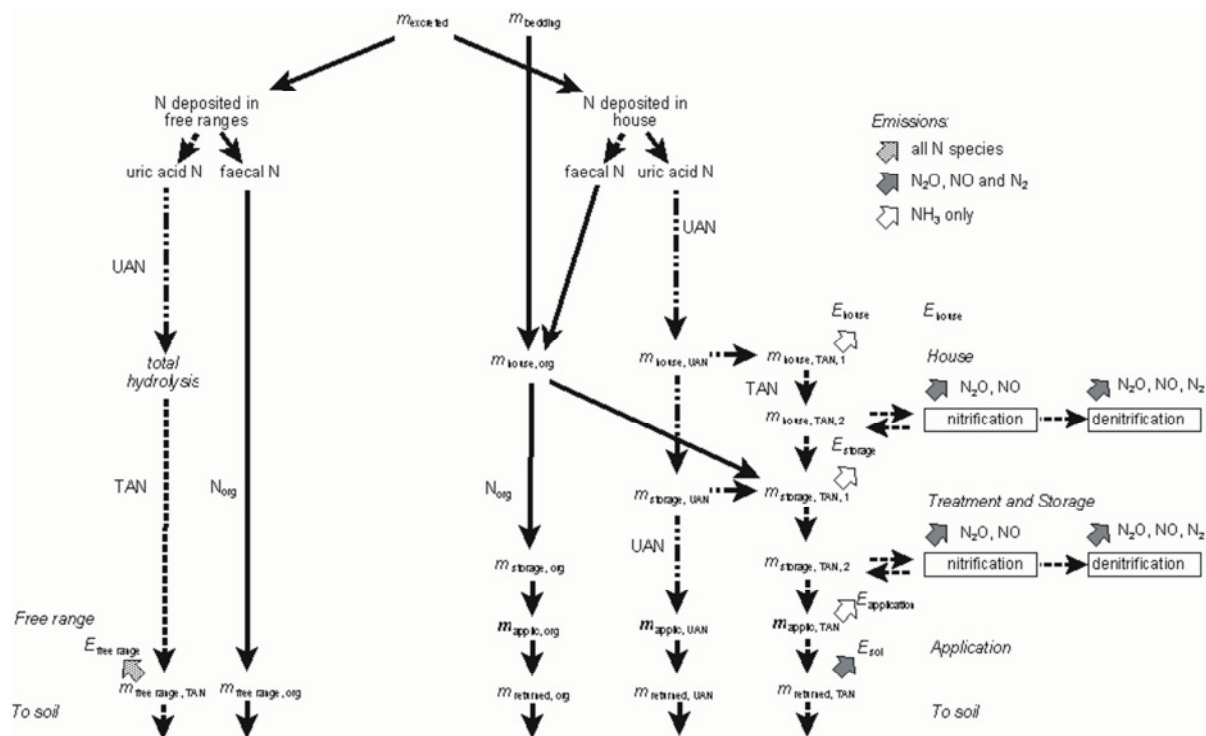 m excreted
m bedding
N deposited in
free ranges
N deposited in
house
Emissions:
all N species
N2O, NO and N2
NH3 only
uric acid N
faecal N
faecal N
uric acid N
UAN
UAN
E house
E house
total
hydrolysis
m house, org
m house, UAN
m house, TAN, 1
House
TAN
N2O, NO
N2O, NO, N2
m house, TAN, 2
nitrification
denitrification
E storage
TAN
Norg
Norg
m storage, UAN
m storage, TAN, 1
Treatment and Storage
UAN
N2O, NO
N2O, NO, N2
m storage, org
m storage, TAN, 2
nitrification
denitrification
E application
Free range
m applic, org
m applic, UAN
m applic, TAN
E free range
E soil
Application
m free range, TAN
m free range, org
m returned, org
m returned, UAN
m returned, TAN
To soil
To soil